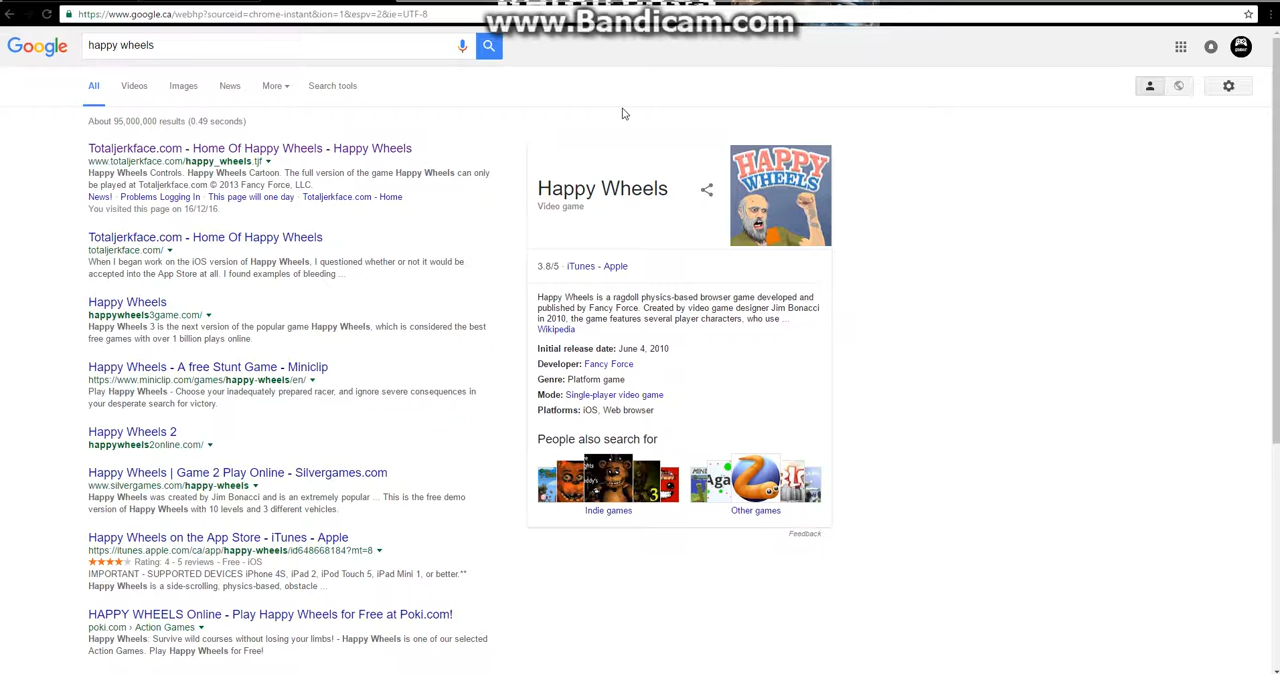 https://www.google.ca/webhp?sourceid=chrome-instant&ion=1&espv=2&ie=UTF-8
www.Bandicam.com
Google
happy wheels
All Videos Images News More Search tools
About 95,000,000 results (0.49 seconds)
Totaljerkface.com - Home Of Happy Wheels - Happy Wheels
www.totaljerkface.com/happy_wheels.tjf
Happy Wheels Controls. Happy Wheels Cartoon. The full version of the game Happy Wheels can only
be played at Totaljerkface.com © 2013 Fancy Force, LLC.
News! · Problems Logging In · This page will one day · Totaljerkface.com - Home
You visited this page on 16/12/16.
Totaljerkface.com - Home Of Happy Wheels
totaljerkface.com/
When I began work on the iOS version of Happy Wheels, I questioned whether or not it would be
accepted into the App Store at all. I found examples of bleeding ...
Happy Wheels
happywheels3game.com/
Happy Wheels 3 is the next version of the popular game Happy Wheels, which is considered the best
free games with over 1 billion plays online.
Happy Wheels - A free Stunt Game - Miniclip
https://www.miniclip.com/games/happy-wheels/en/
Play Happy Wheels - Choose your inadequately prepared racer, and ignore severe consequences in
your desperate search for victory.
Happy Wheels 2
happywheels2online.com/
Happy Wheels | Game 2 Play Online - Silvergames.com
www.silvergames.com/happy-wheels
Happy Wheels was created by Jim Bonacci and is an extremely popular ... This is the free demo
version of Happy Wheels with 10 levels and 3 different vehicles.
Happy Wheels on the App Store - iTunes - Apple
https://itunes.apple.com/ca/app/happy-wheels/id648668184?mt=8
Rating: 4 - 5 reviews - Free - iOS
IMPORTANT - SUPPORTED DEVICES iPhone 4S, iPad 2, iPod Touch 5, iPad Mini 1, or better.**
Happy Wheels is a side-scrolling, physics-based, obstacle ...
HAPPY WHEELS Online - Play Happy Wheels for Free at Poki.com!
poki.com › Action Games
Happy Wheels: Survive wild courses without losing your limbs! - Happy Wheels is one of our selected
Action Games. Play Happy Wheels for Free!
Happy Wheels
Video game
HAPPY
WHEELS
3.8/5 · iTunes - Apple
Happy Wheels is a ragdoll physics-based browser game developed and
published by Fancy Force. Created by video game designer Jim Bonacci
in 2010, the game features several player characters, who use ...
Wikipedia
Initial release date: June 4, 2010
Developer: Fancy Force
Genre: Platform game
Mode: Single-player video game
Platforms: iOS, Web browser
People also search for
3
Aga
Indie games
Other games
Feedback